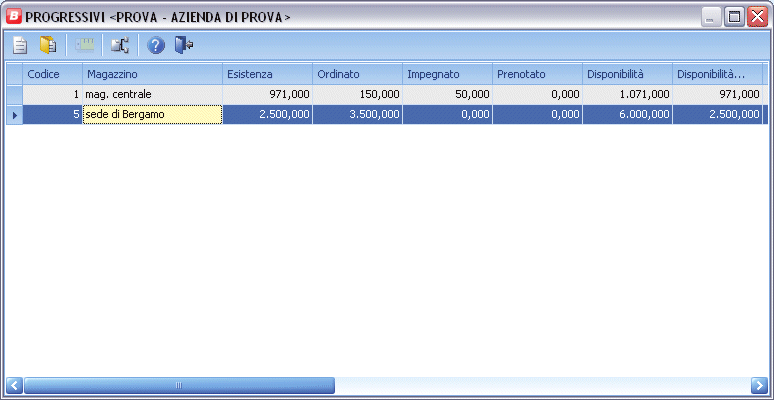 B PROGRESSIVI <PROVA - AZIENDA DI PROVA>
?
Codice Magazzino Esistenza Ordinato Impegnato Prenotato Disponibilità Disponibilità...
1 mag. centrale 971,000 150,000 50,000 0,000 1.071,000 971,000
5 sede di Bergamo 2.500,000 3.500,000 0,000 0,000 6.000,000 2.500,000